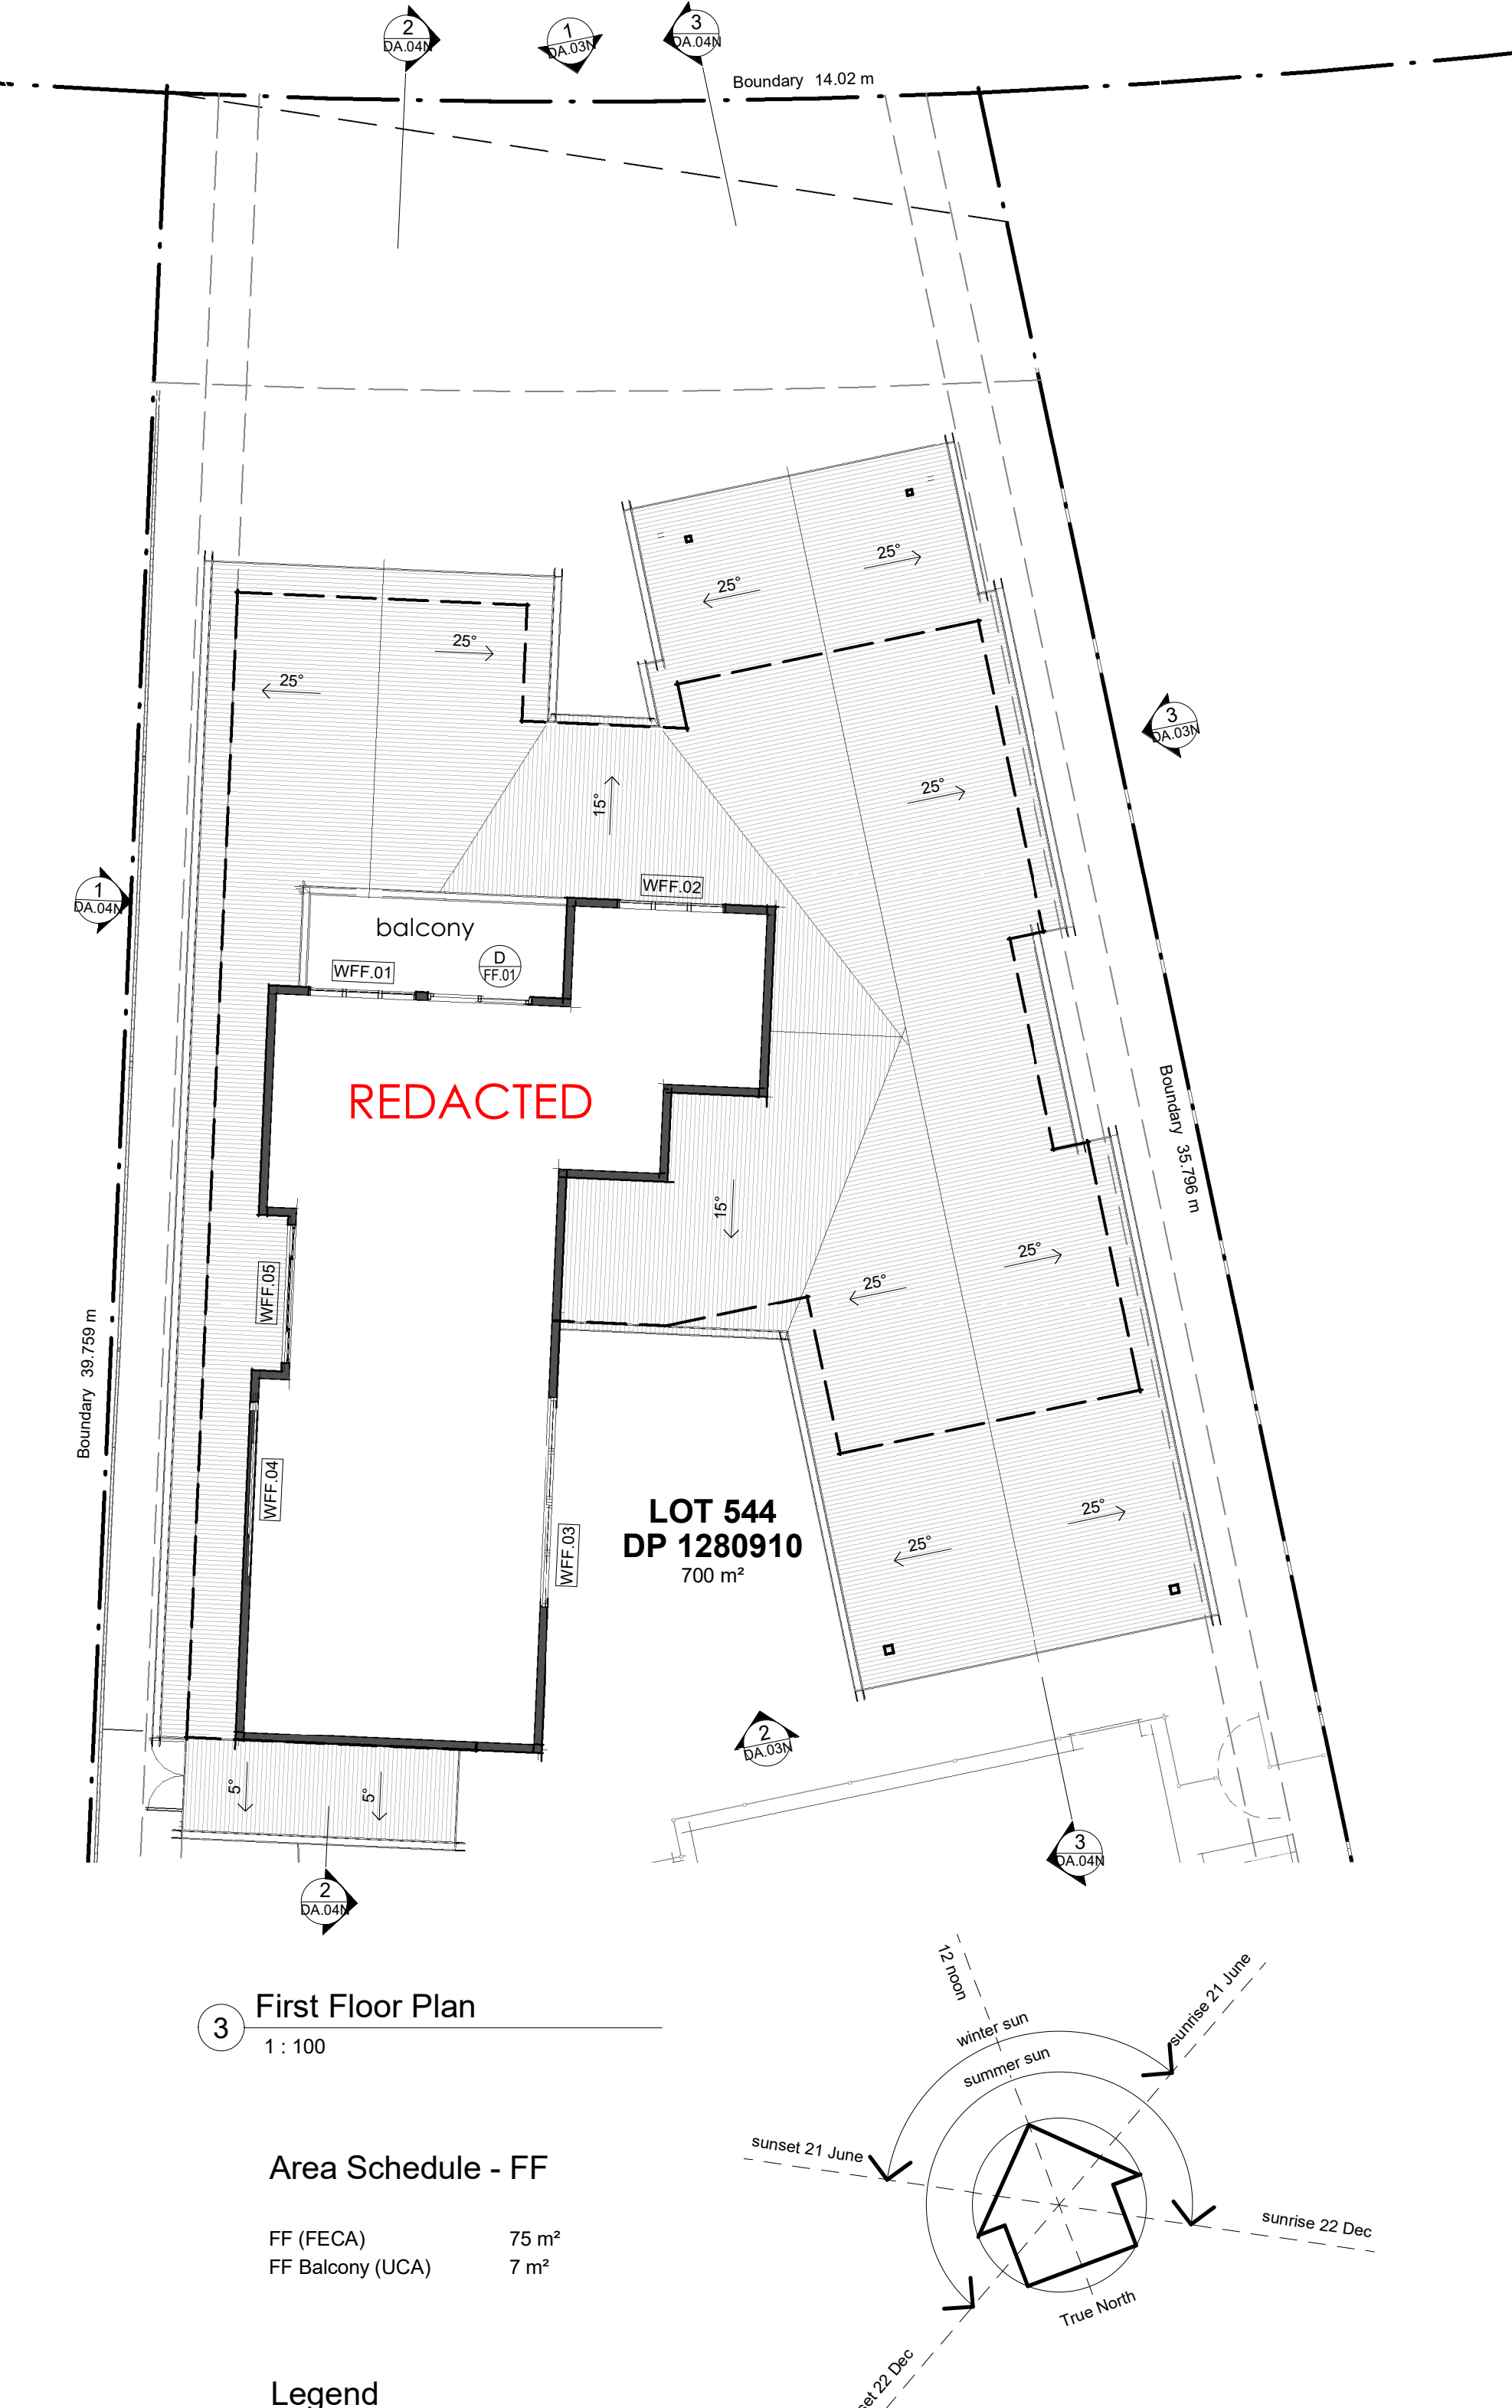 2
DA.04N
1
DA.03N
3
DA.04N
Boundary 14.02 m
25°
25°
25°
25°
15°
25°
3
DA.03N
1
DA.04N
WFF.02
balcony
WFF.01
D
FF.01
REDACTED
Boundary 35.796 m
15°
25°
25°
WFF.05
Boundary 39.759 m
WFF.04
WFF.03
LOT 544
DP 1280910
700 m²
25°
25°
2
DA.03N
5°
5°
3
DA.04N
2
DA.04N
3
First Floor Plan
1 : 100
12 noon
sunrise 21 June
winter sun
summer sun
sunset 21 June
sunrise 22 Dec
True North
22 Dec
Area Schedule - FF
FF (FECA) 75 m²
FF Balcony (UCA) 7 m²
Legend